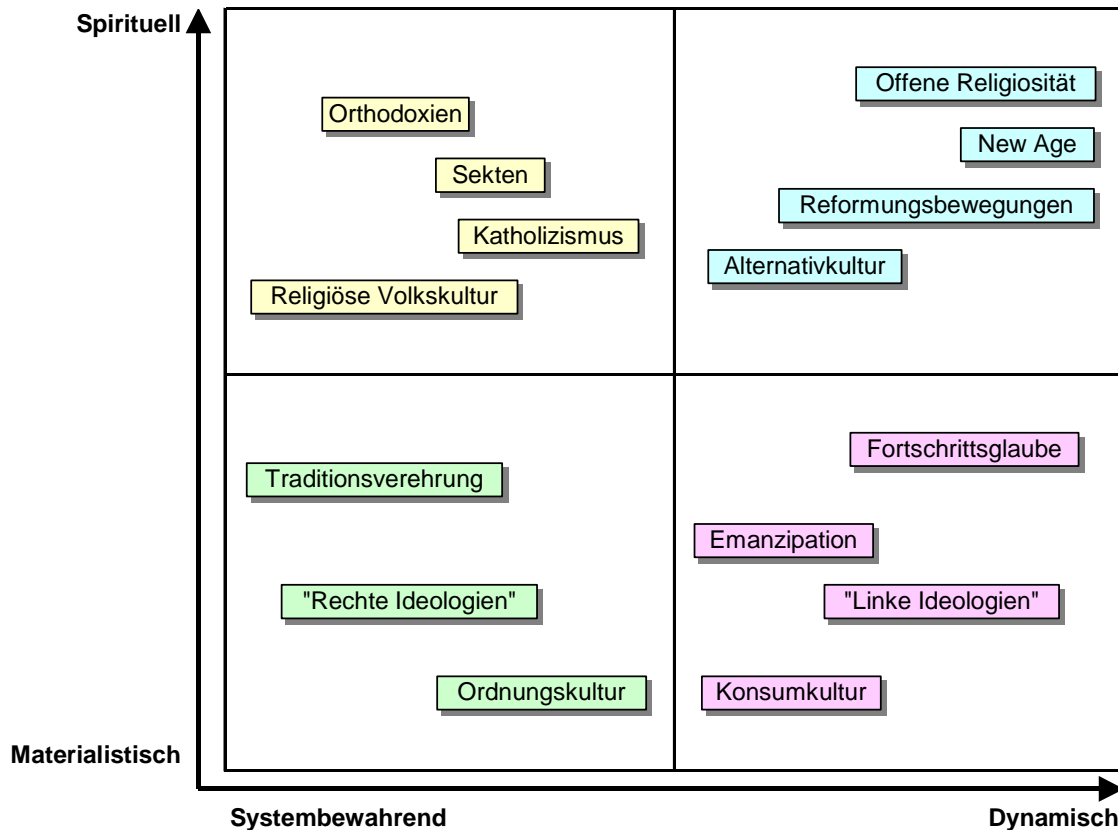 Spirituell
Orthodoxien
Sekten
Katholizismus
Religiöse Volkskultur
Offene Religiosität
New Age
Reformungsbewegungen
Alternativkultur
Traditionsverehrung
"Rechte Ideologien"
Ordnungskultur
Fortschrittsglaube
Emanzipation
"Linke Ideologien"
Konsumkultur
Materialistisch
Systembewahrend
Dynamisch